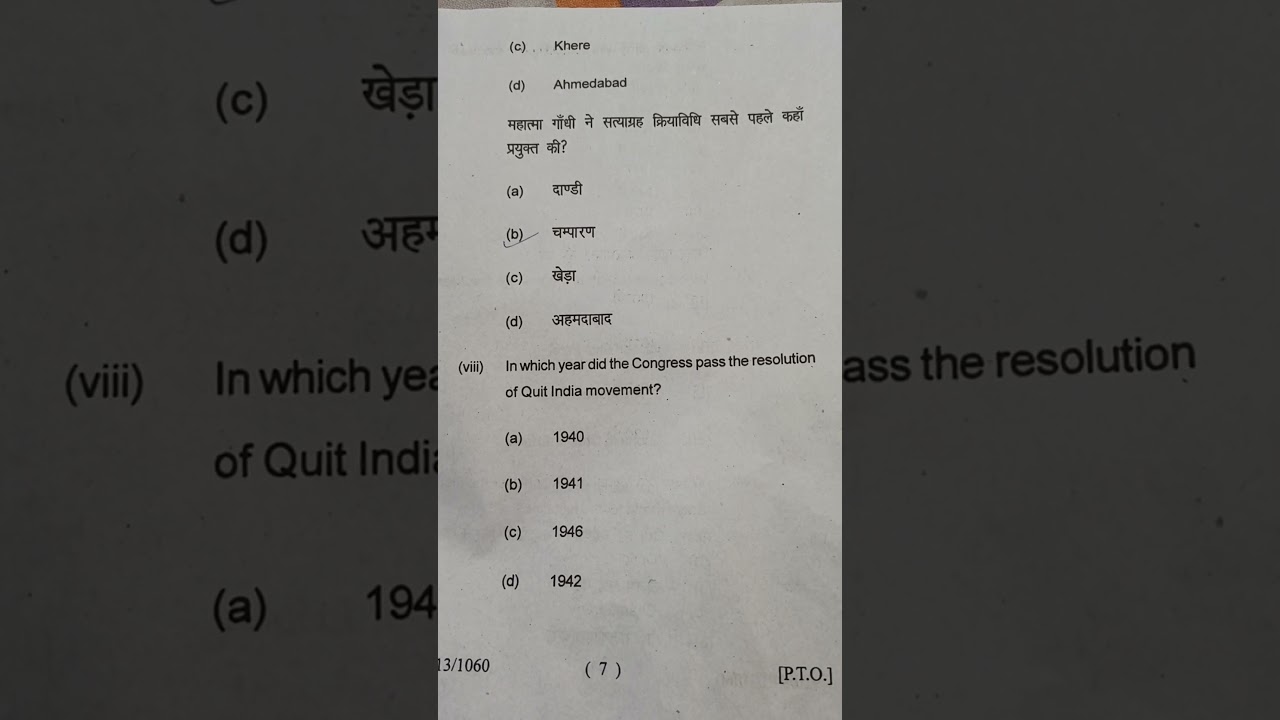 (c) Khere
(d) Ahmedabad
महात्मा गाँधी ने सत्याग्रह क्रियाविधि सबसे पहले कहाँ
प्रयुक्त की?
(a) दाण्डी
(b) चम्पारण
(c) खेड़ा
(d) अहमदाबाद
(viii) In which year did the Congress pass the resolution
of Quit India movement?
(a) 1940
(b) 1941
(c) 1946
(d) 1942
13/1060 ( 7 ) [P.T.O.]